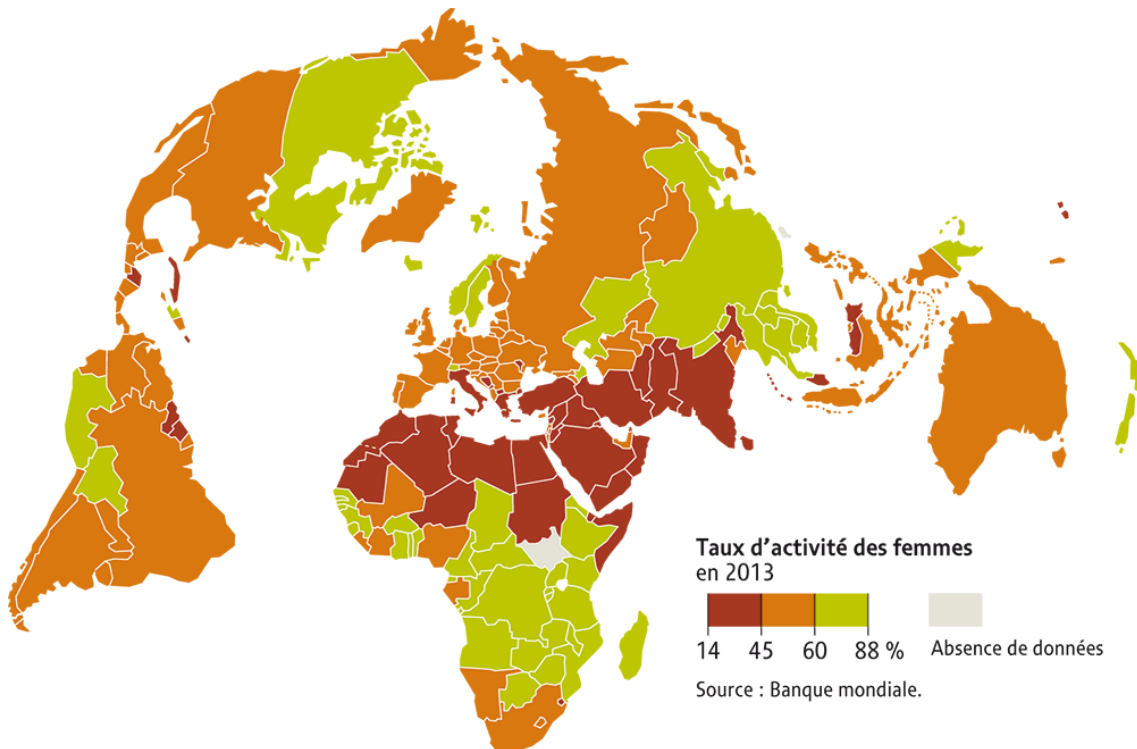 Taux d’activité des femmes
en 2013
14 45 60 88 % Absence de données
Source : Banque mondiale.